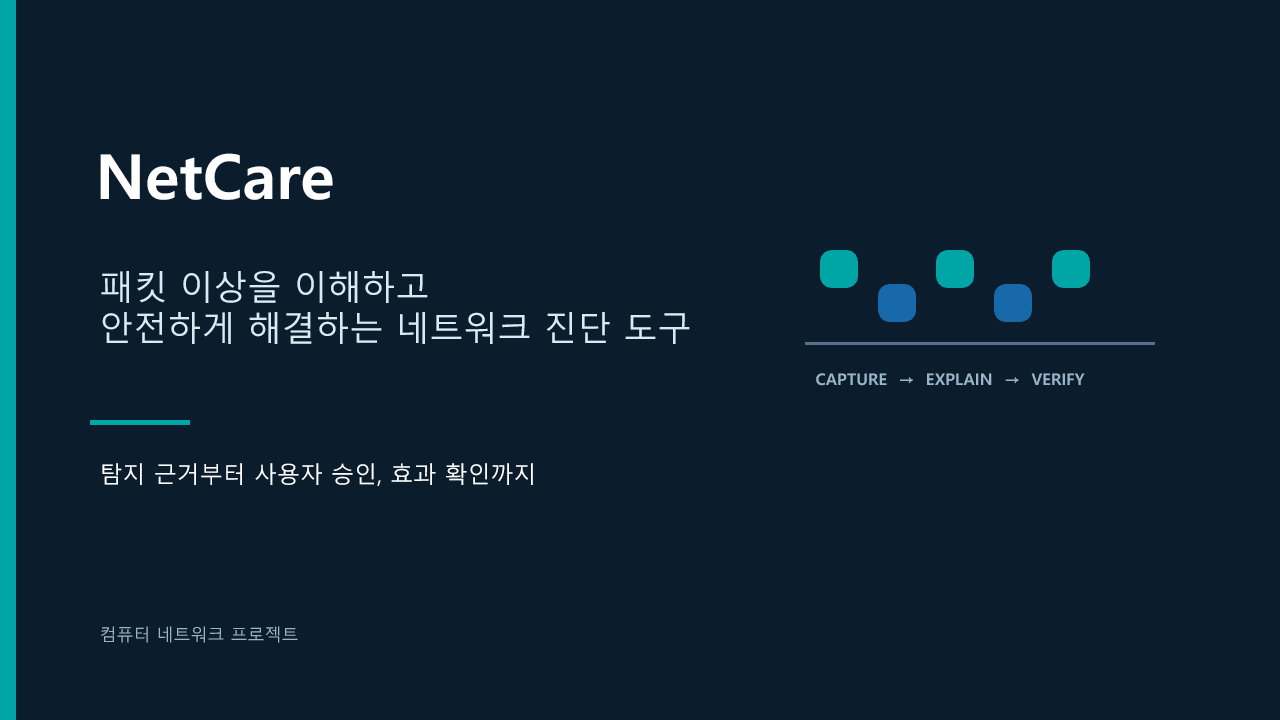 NetCare
패킷 이상을 이해하고
안전하게 해결하는 네트워크 진단 도구
CAPTURE → EXPLAIN → VERIFY
탐지 근거부터 사용자 승인, 효과 확인까지
컴퓨터 네트워크 프로젝트